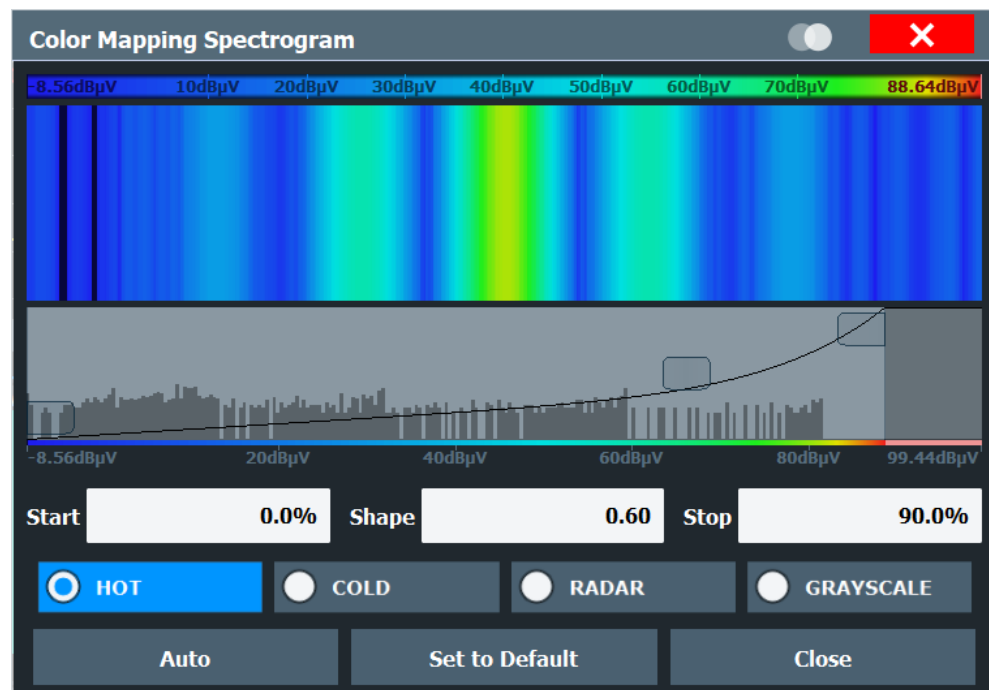 Color Mapping Spectrogram
-8.56dBµV 10dBµV 20dBµV 30dBµV 40dBµV 50dBµV 60dBµV 70dBµV 88.64dBµV
-8.56dBµV 20dBµV 40dBµV 60dBµV 80dBµV 99.44dBµV
Start 0.0% Shape 0.60 Stop 90.0%
HOT COLD RADAR GRAYSCALE
Auto Set to Default Close